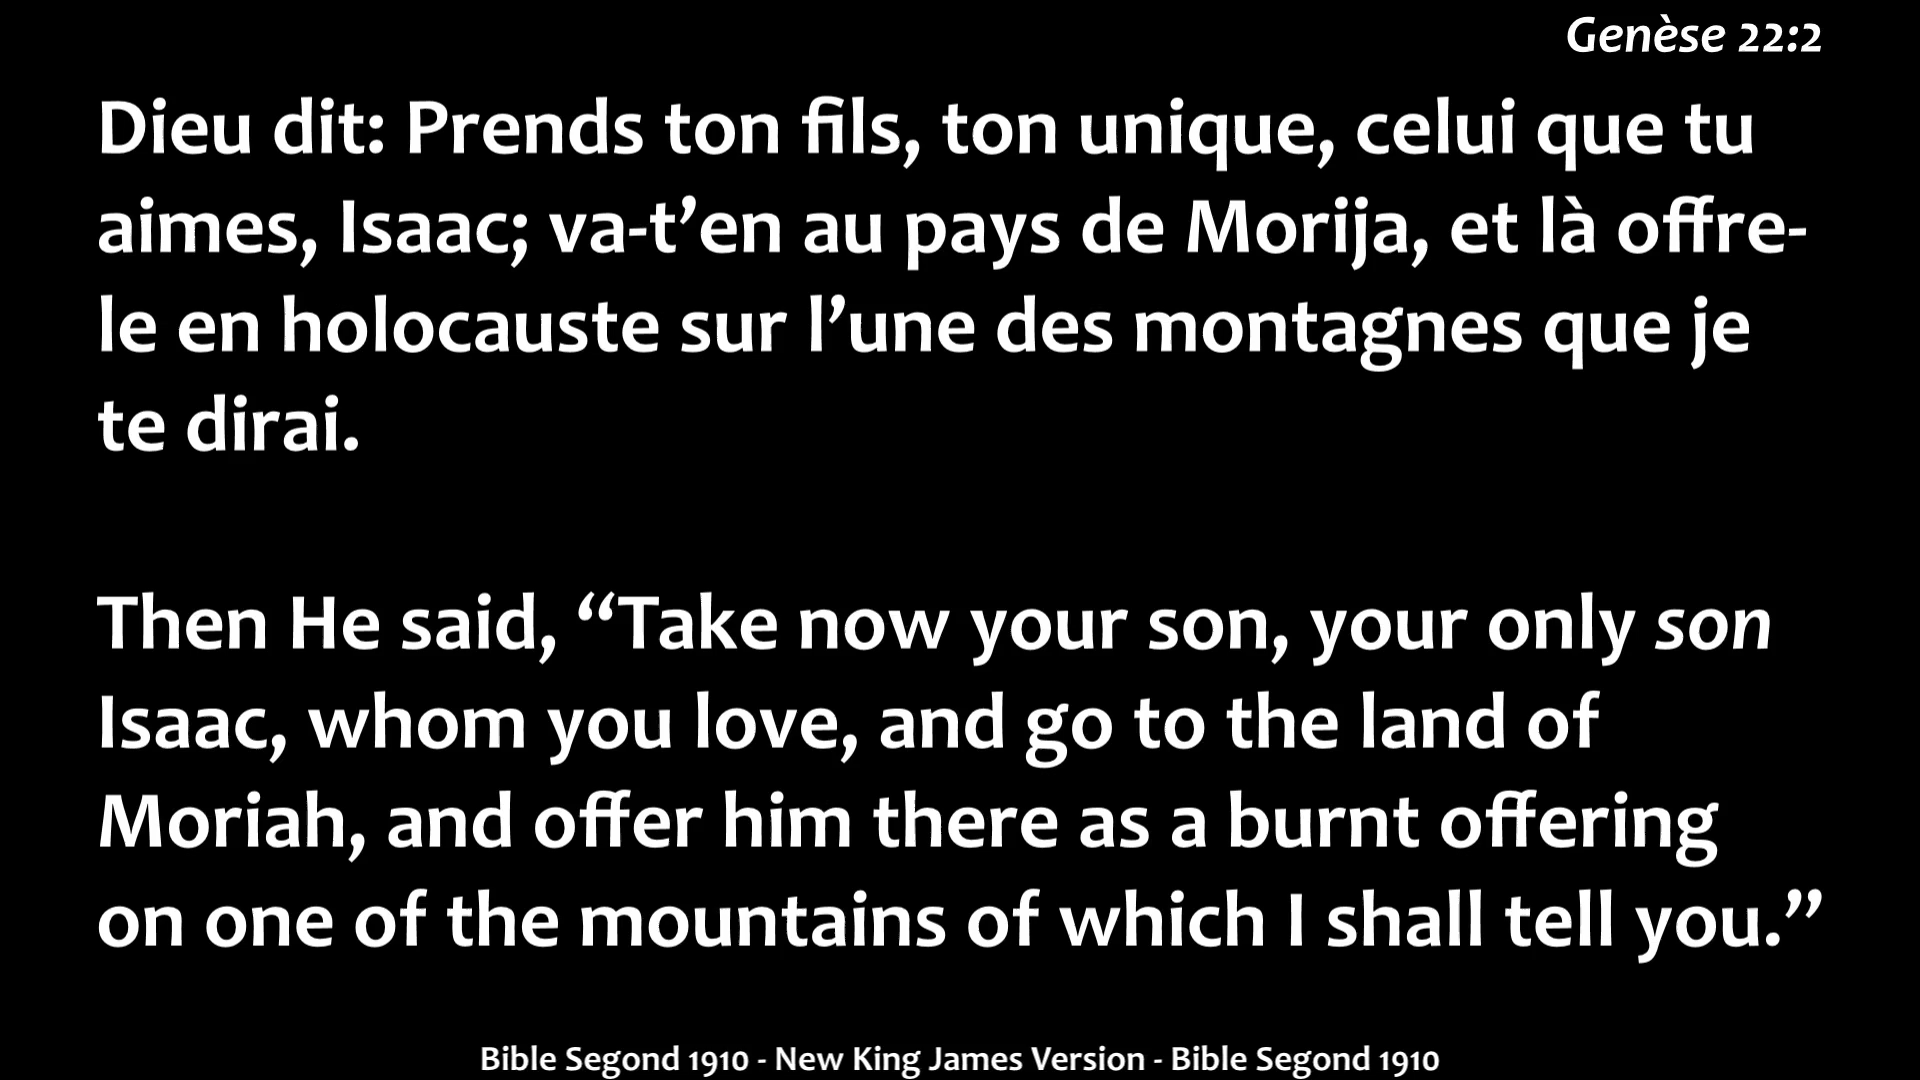 Genèse 22:2
Dieu dit: Prends ton fils, ton unique, celui que tu
aimes, Isaac; va-t’en au pays de Morija, et là offre-
le en holocauste sur l’une des montagnes que je
te dirai.
Then He said, “Take now your son, your only son
Isaac, whom you love, and go to the land of
Moriah, and offer him there as a burnt offering
on one of the mountains of which I shall tell you.”
Bible Segond 1910 - New King James Version - Bible Segond 1910